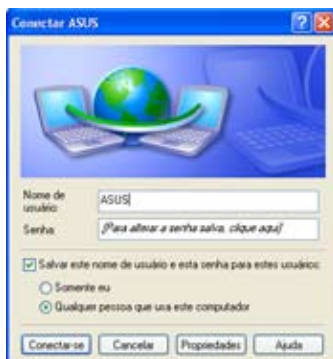 Conectar ASUS
Nome de usuário:
ASUS
Senha:
[Para alterar a senha salva, clique aqui]
Salvar este nome de usuário e esta senha para estes usuários:
Somente eu
Qualquer pessoa que usa este computador
Conectar-se Cancelar Propriedades Ajuda